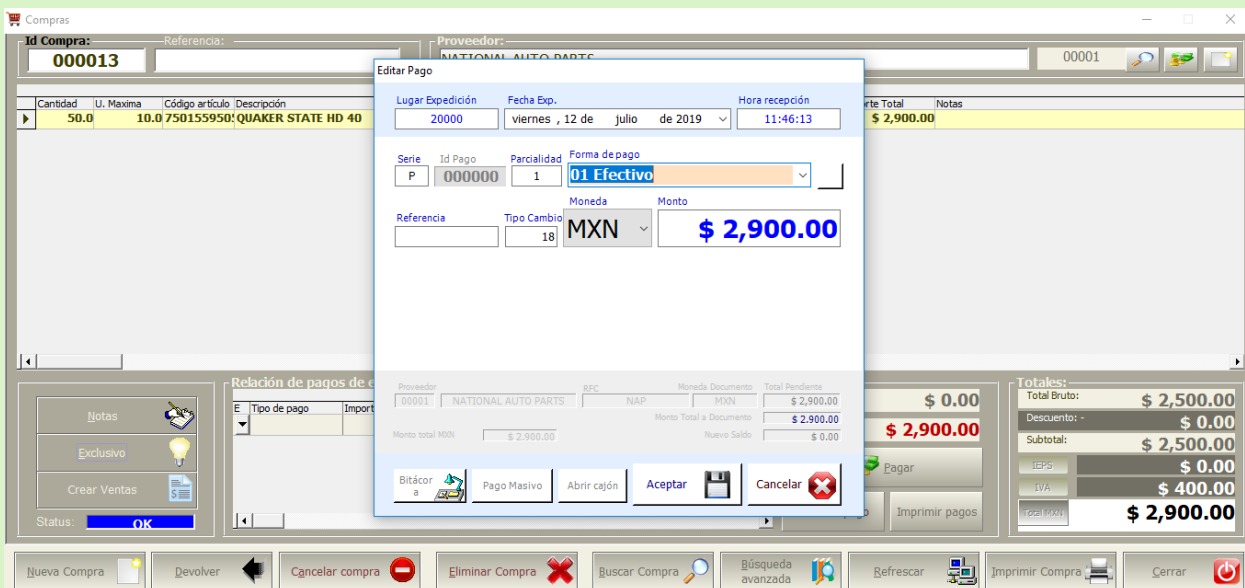 Compras
Id Compra:
Referencia:
Proveedor:
000013
00001
Editar Pago
Cantidad U. Maxima Código artículo Descripción
Total Notas
50.0 10.0 750155950 QUAKER STATE HD 40
$ 2,900.00
Lugar Expedición Fecha Exp. Hora recepción
20000 viernes , 12 de julio de 2019 11:46:13
Serie Id Pago Parcialidad Forma de pago
P 000000 1 01 Efectivo
Referencia Tipo Cambio Moneda Monto
18 MXN $ 2,900.00
Proveedor RFC Moneda Documento Total Pendiente
00001 NATIONAL AUTO PARTS NAP MXN $ 2,900.00
Monto Total a Documento $ 2.900.00
Monto total MXN $ 2.900.00 Nuevo Saldo $ 0.00
Bitácor
a
Pago Masivo
Abrir cajón
Aceptar
Cancelar
Notas
Exclusivo
Crear Ventas
Status: OK
Relación de pagos de e
E Tipo de pago Import
$ 0.00
$ 2,900.00
Pagar
Imprimir pagos
Totales:
Total Bruto: $ 2,500.00
Descuento: - $ 0.00
Subtotal: $ 2,500.00
IEPS $ 0.00
IVA $ 400.00
Total MXN $ 2,900.00
Nueva Compra
Devolver
Cancelar compra
Eliminar Compra
Buscar Compra
Búsqueda
avanzada
Refrescar
Imprimir Compra
Cerrar